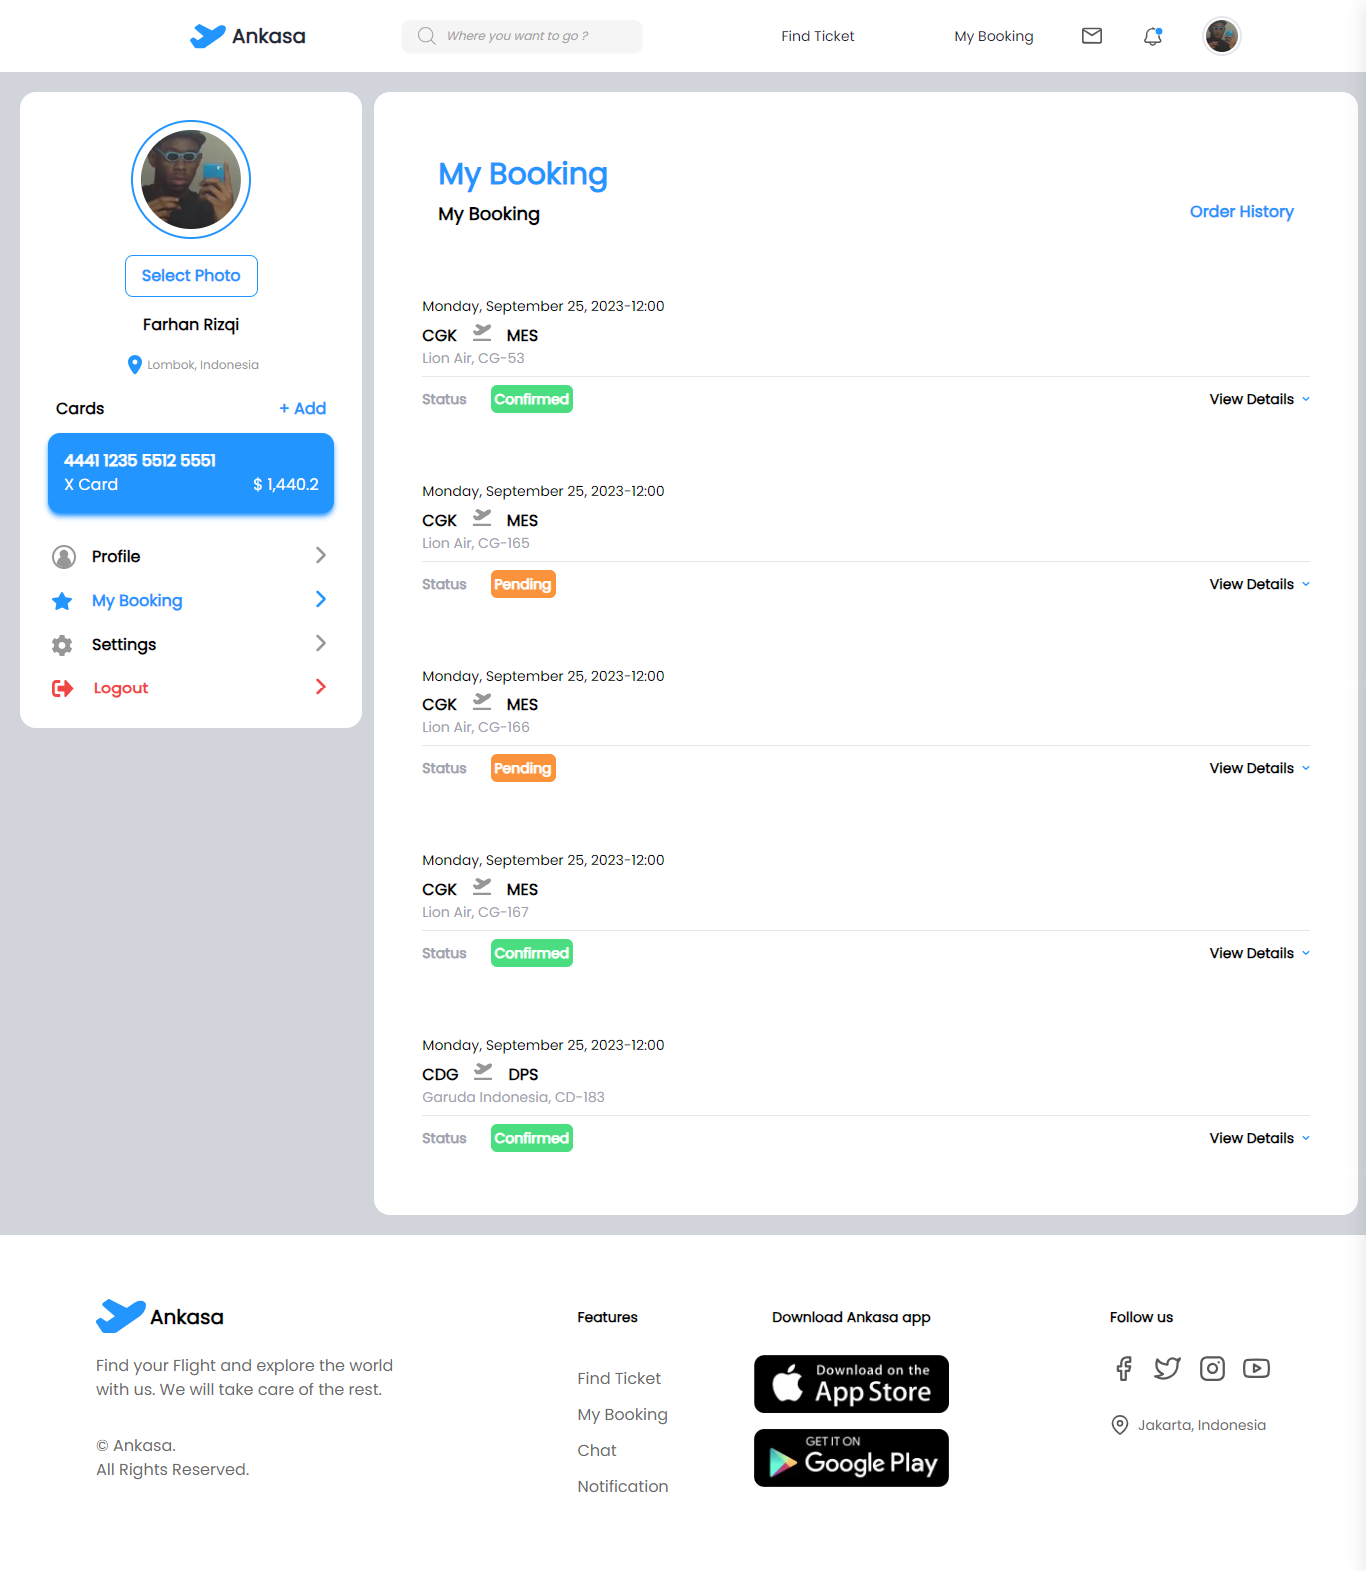 Ankasa
Where you want to go ?
Find Ticket
My Booking
Select Photo
Farhan Rizqi
Lombok, Indonesia
Cards
+ Add
4441 1235 5512 5551
X Card
$ 1,440.2
Profile
My Booking
Settings
Logout
My Booking
My Booking
Order History
Monday, September 25, 2023-12:00
CGK MES
Lion Air, CG-53
Status Confirmed View Details
Monday, September 25, 2023-12:00
CGK MES
Lion Air, CG-165
Status Pending View Details
Monday, September 25, 2023-12:00
CGK MES
Lion Air, CG-166
Status Pending View Details
Monday, September 25, 2023-12:00
CGK MES
Lion Air, CG-167
Status Confirmed View Details
Monday, September 25, 2023-12:00
CDG DPS
Garuda Indonesia, CD-183
Status Confirmed View Details
Ankasa
Find your Flight and explore the world
with us. We will take care of the rest.
© Ankasa.
All Rights Reserved.
Features
Find Ticket
My Booking
Chat
Notification
Download Ankasa app
Download on the
App Store
GET IT ON
Google Play
Follow us
Jakarta, Indonesia